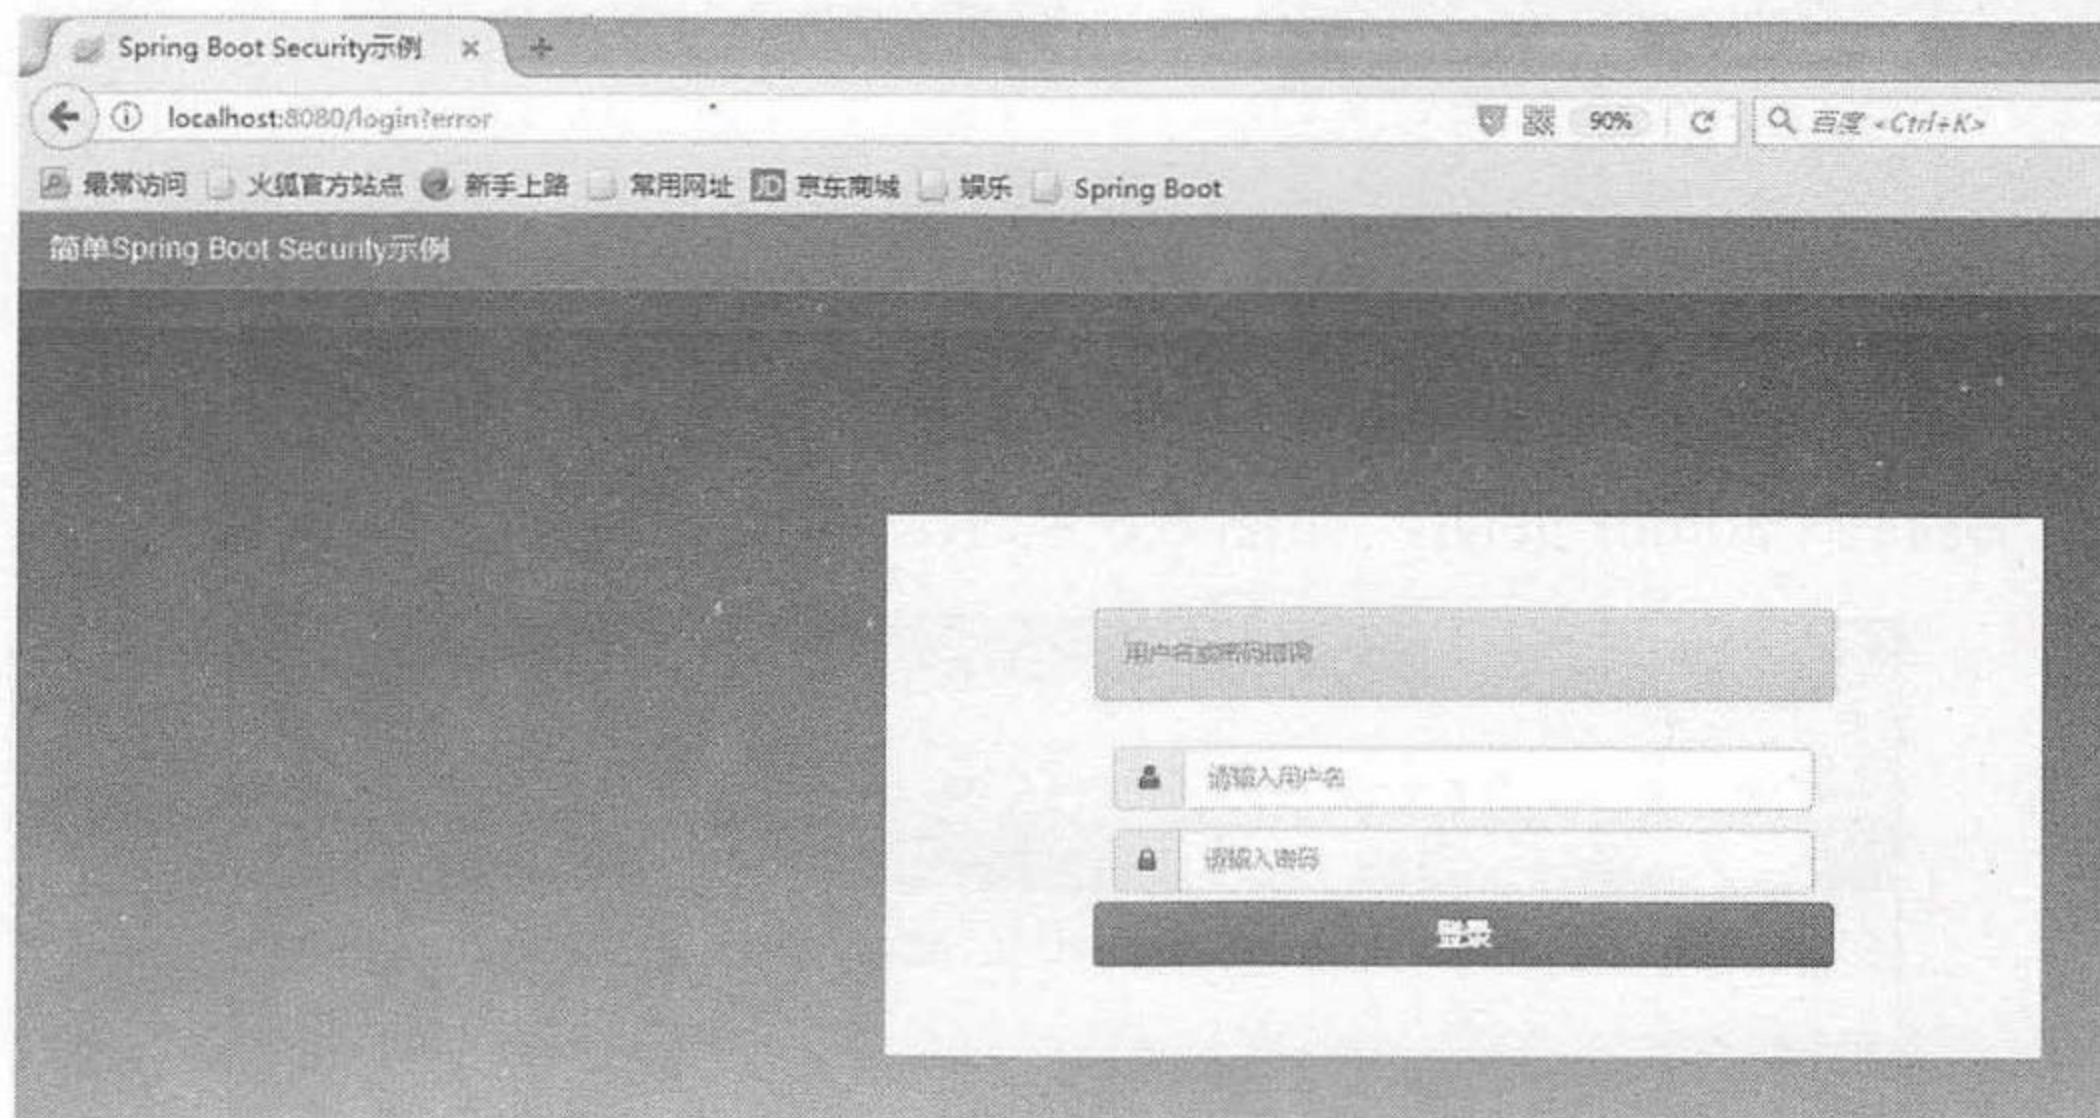 Spring Boot Security示例
localhost:8080/login?error
90%
百度 <Ctrl+K>
最常访问 火狐官方站点 新手上路 常用网址 JD 京东商城 娱乐 Spring Boot
简单Spring Boot Security示例
用户名或密码错误
请输入用户名
请输入密码
登录